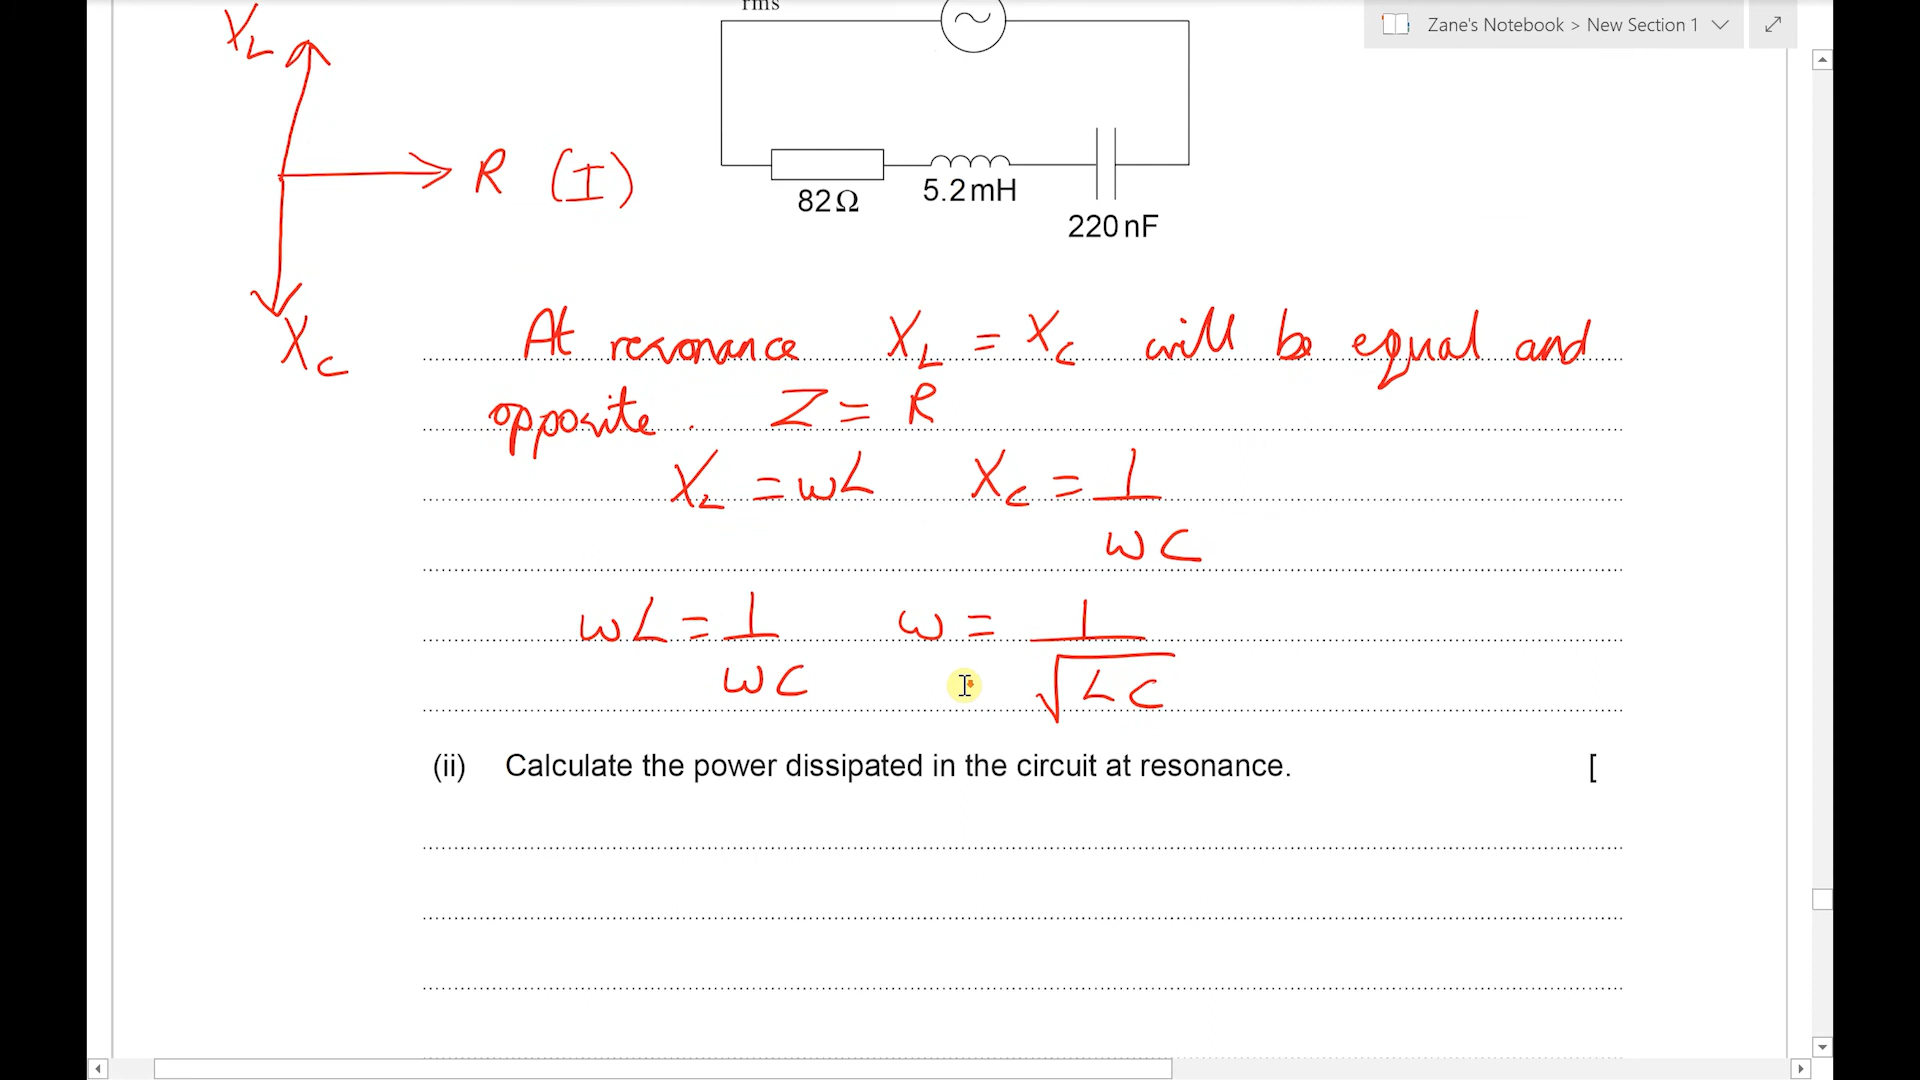 rms
Zane's Notebook > New Section 1
X_L
R (I)
82Ω
5.2mH
220nF
X_C
At resonance X_L = X_C will be equal and
opposite. Z = R
X_L = ωL X_C = 1/ωC
ωL = 1/ωC ω = 1/√LC
(ii) Calculate the power dissipated in the circuit at resonance. [